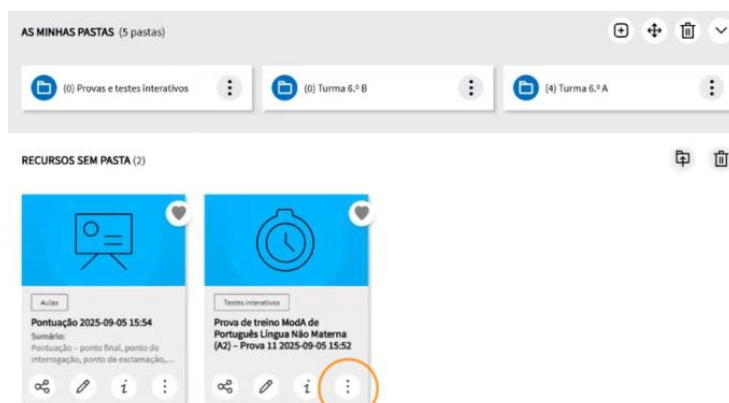 AS MINHAS PASTAS (5 pastas)
(0) Provas e testes interativos
(0) Turma 6.º B
(4) Turma 6.º A
RECURSOS SEM PASTA (2)
Aulas
Pontuação 2025-09-05 15:54
Sumário:
Pontuação – ponto final, ponto de
interrogação, ponto de exclamação,...
Testes interativos
Prova de treino ModA de
Português Língua Não Materna
(A2) – Prova 11 2025-09-05 15:52